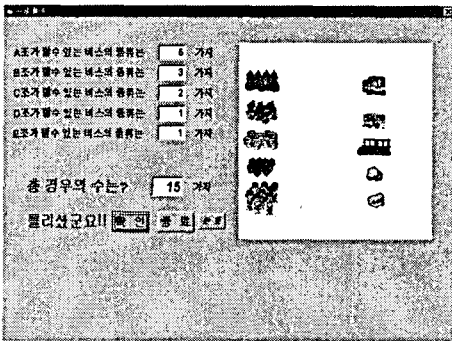 A조가 탈수 있는 버스의 종류는 6 가지
B조가 탈수 있는 버스의 종류는 3 가지
C조가 탈수 있는 버스의 종류는 2 가지
D조가 탈수 있는 버스의 종류는 1 가지
E조가 탈수 있는 버스의 종류는 1 가지
총 경우의 수는? 15 가지
틀리셨군요!! 확 인 종 료